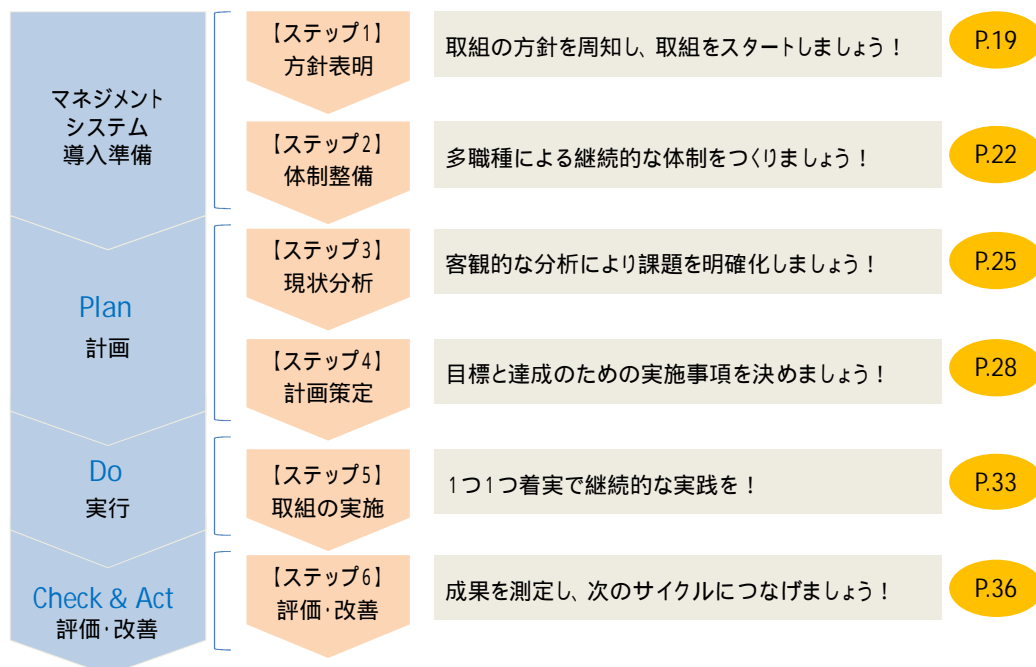 マネジメント
システム
導入準備
【ステップ1】
方針表明
取組の方針を周知し、取組をスタートしましょう！
P.19
【ステップ2】
体制整備
多職種による継続的な体制をつくりましょう！
P.22
Plan
計画
【ステップ3】
現状分析
客観的な分析により課題を明確化しましょう！
P.25
【ステップ4】
計画策定
目標と達成のための実施事項を決めましょう！
P.28
Do
実行
【ステップ5】
取組の実施
1つ1つ着実で継続的な実践を！
P.33
Check & Act
評価・改善
【ステップ6】
評価・改善
成果を測定し、次のサイクルにつなげましょう！
P.36